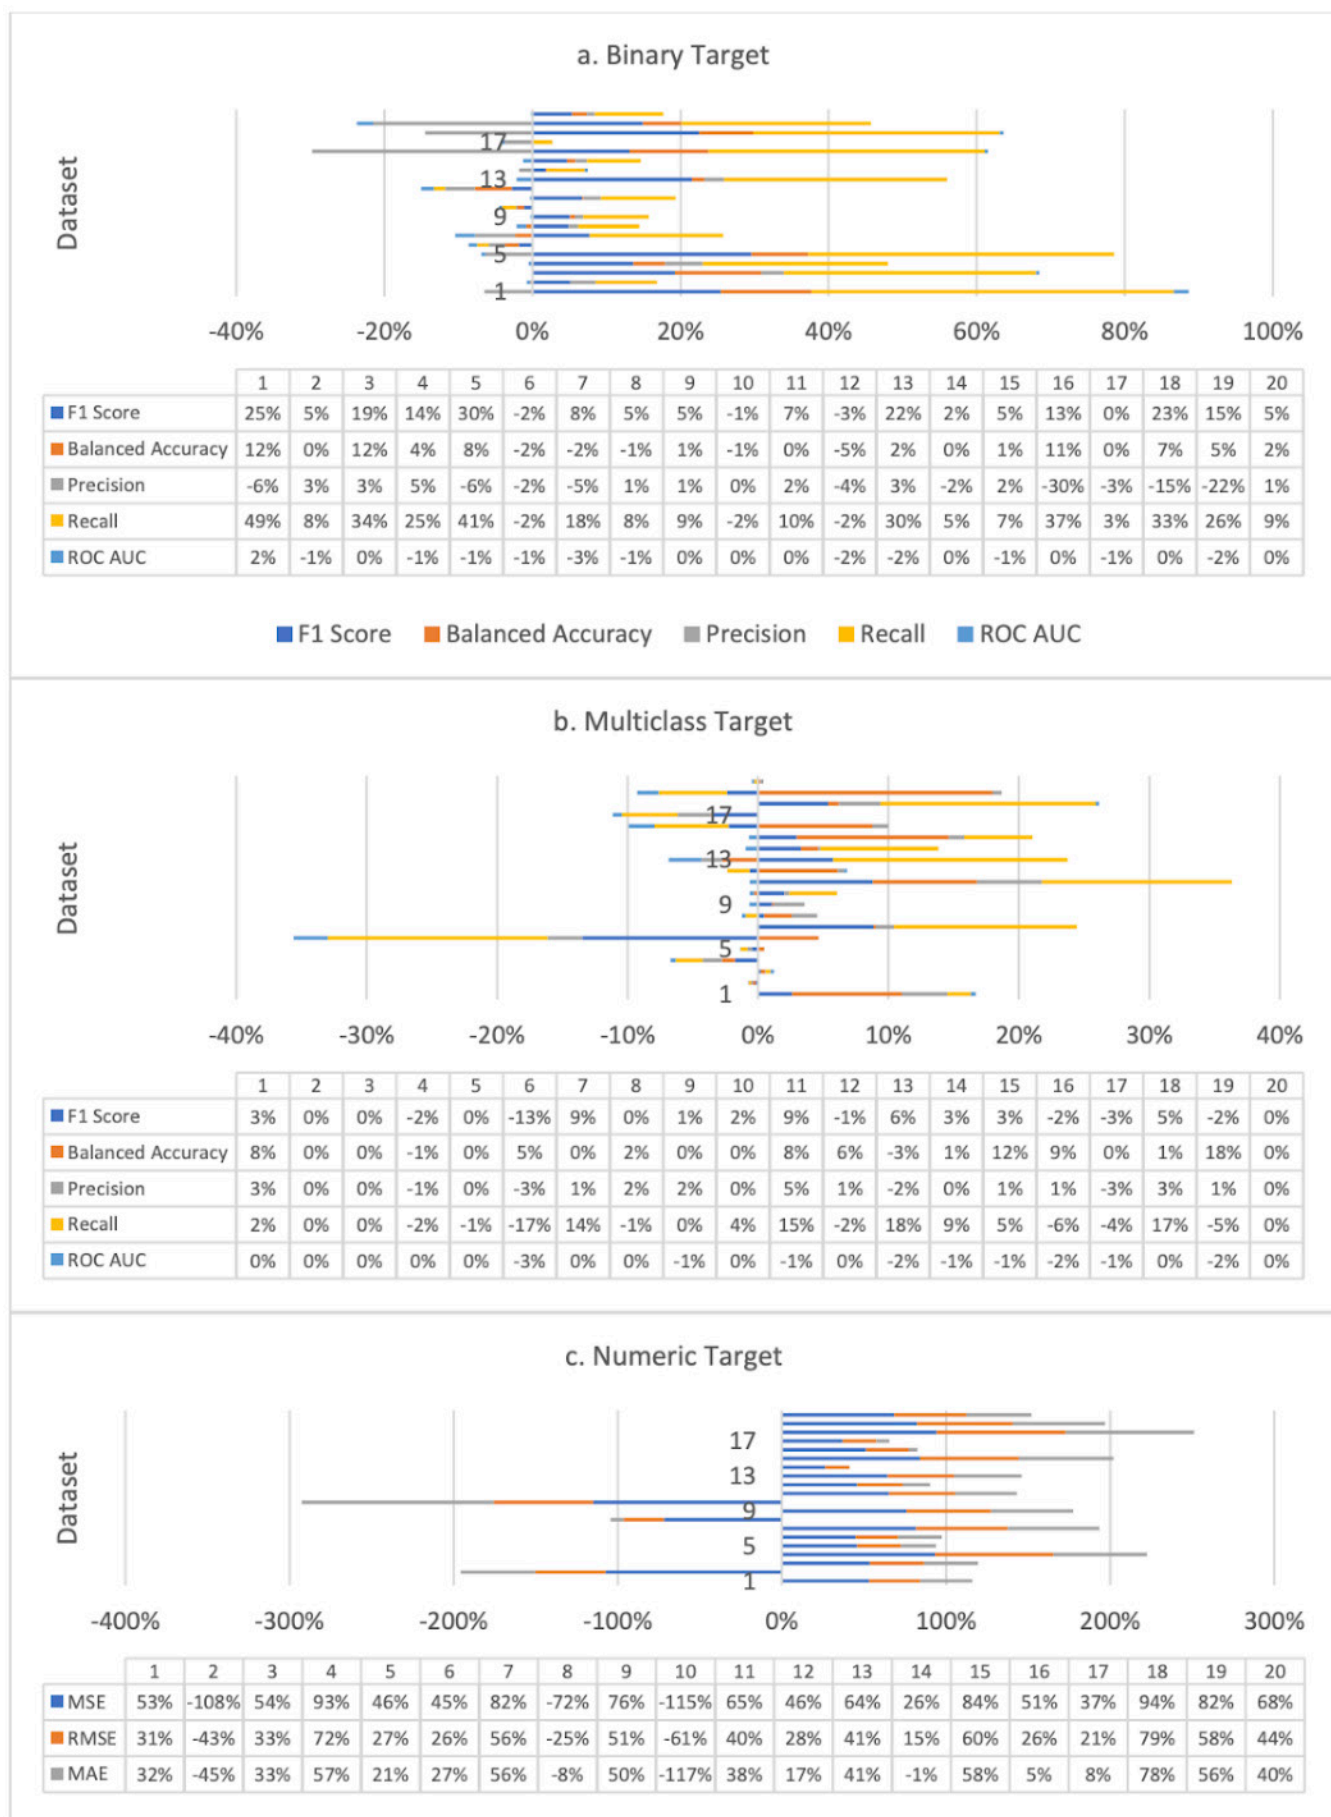 a. Binary Target
Dataset
17
13
9
5
1
-40% -20% 0% 20% 40% 60% 80% 100%
1 2 3 4 5 6 7 8 9 10 11 12 13 14 15 16 17 18 19 20
F1 Score 25% 5% 19% 14% 30% -2% 8% 5% 5% -1% 7% -3% 22% 2% 5% 13% 0% 23% 15% 5%
Balanced Accuracy 12% 0% 12% 4% 8% -2% -2% -1% 1% -1% 0% -5% 2% 0% 1% 11% 0% 7% 5% 2%
Precision -6% 3% 3% 5% -6% -2% -5% 1% 1% 0% 2% -4% 3% -2% 2% -30% -3% -15% -22% 1%
Recall 49% 8% 34% 25% 41% -2% 18% 8% 9% -2% 10% -2% 30% 5% 7% 37% 3% 33% 26% 9%
ROC AUC 2% -1% 0% -1% -1% -1% -3% -1% 0% 0% 0% -2% -2% 0% -1% 0% -1% 0% -2% 0%
F1 Score Balanced Accuracy Precision Recall ROC AUC
b. Multiclass Target
Dataset
17
13
9
5
1
-40% -30% -20% -10% 0% 10% 20% 30% 40%
1 2 3 4 5 6 7 8 9 10 11 12 13 14 15 16 17 18 19 20
F1 Score 3% 0% 0% -2% 0% -13% 9% 0% 1% 2% 9% -1% 6% 3% 3% -2% -3% 5% -2% 0%
Balanced Accuracy 8% 0% 0% -1% 0% 5% 0% 2% 0% 0% 8% 6% -3% 1% 12% 9% 0% 1% 18% 0%
Precision 3% 0% 0% -1% 0% -3% 1% 2% 2% 0% 5% 1% -2% 0% 1% 1% -3% 3% 1% 0%
Recall 2% 0% 0% -2% -1% -17% 14% -1% 0% 4% 15% -2% 18% 9% 5% -6% -4% 17% -5% 0%
ROC AUC 0% 0% 0% 0% 0% -3% 0% 0% -1% 0% -1% 0% -2% -1% -1% -2% -1% 0% -2% 0%
c. Numeric Target
Dataset
17
13
9
5
1
-400% -300% -200% -100% 0% 100% 200% 300%
1 2 3 4 5 6 7 8 9 10 11 12 13 14 15 16 17 18 19 20
MSE 53% -108% 54% 93% 46% 45% 82% -72% 76% -115% 65% 46% 64% 26% 84% 51% 37% 94% 82% 68%
RMSE 31% -43% 33% 72% 27% 26% 56% -25% 51% -61% 40% 28% 41% 15% 60% 26% 21% 79% 58% 44%
MAE 32% -45% 33% 57% 21% 27% 56% -8% 50% -117% 38% 17% 41% -1% 58% 5% 8% 78% 56% 40%